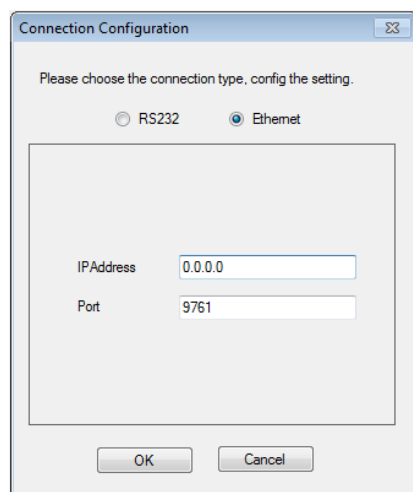 Connection Configuration
Please choose the connection type, config the setting.
RS232 Ethernet
IPAddress 0.0.0.0
Port 9761
OK Cancel